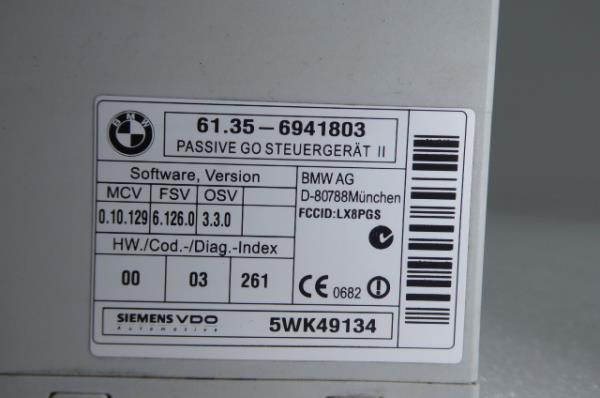 BMW
61.35-6941803
PASSIVE GO STEUERGERÄT II
Software, Version
MCV FSV OSV
0.10.129 6.126.0 3.3.0
HW./Cod.-/Diag.-Index
00 03 261
BMW AG
D-80788München
FCCID:LX8PGS
CE 0682
SIEMENS VDO
Automotive
5WK49134